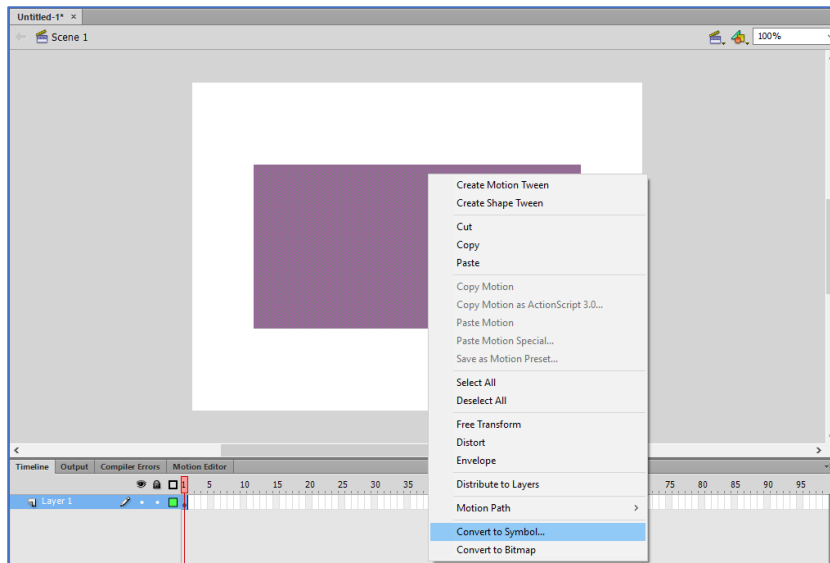 Untitled-1* ×
Scene 1
100%
Create Motion Tween
Create Shape Tween
Cut
Copy
Paste
Copy Motion
Copy Motion as ActionScript 3.0...
Paste Motion
Paste Motion Special...
Save as Motion Preset...
Select All
Deselect All
Free Transform
Distort
Envelope
Distribute to Layers
Motion Path
Convert to Symbol...
Convert to Bitmap
Timeline Output Compiler Errors Motion Editor
1 5 10 15 20 25 30 35 75 80 85 90 95
Layer 1